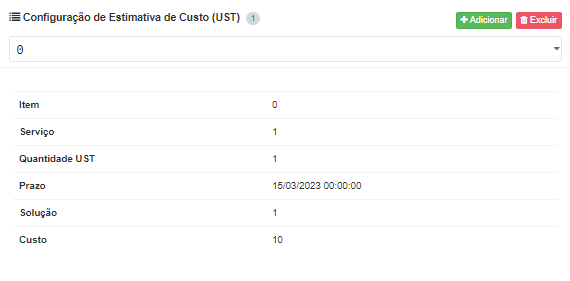 Configuração de Estimativa de Custo (UST) 1 Adicionar Excluir
0
Item 0
Serviço 1
Quantidade UST 1
Prazo 15/03/2023 00:00:00
Solução 1
Custo 10